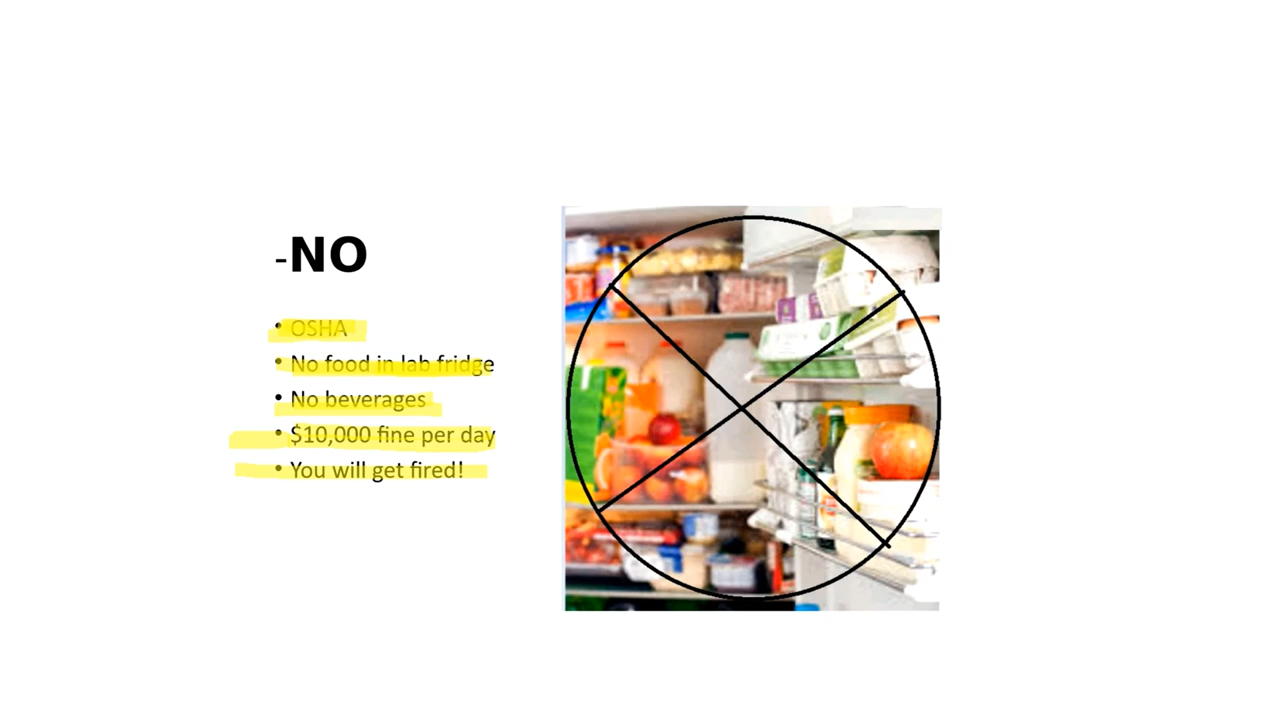 -NO
• OSHA
• No food in lab fridge
• No beverages
• $10,000 fine per day
• You will get fired!